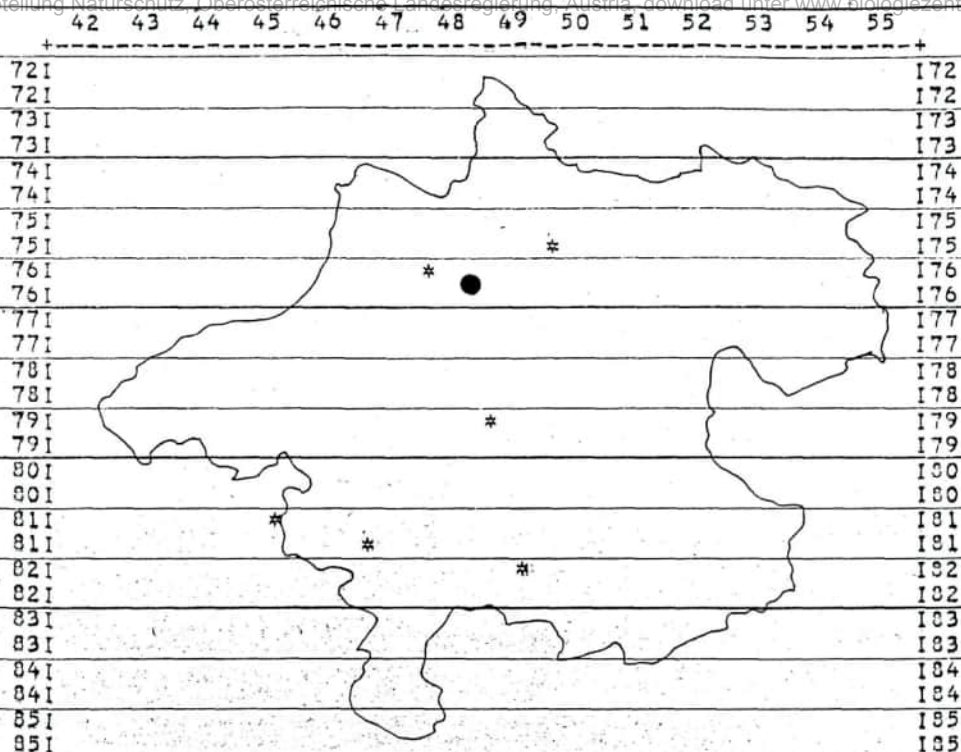 stellung Naturschutz, Oberösterreichische Landesregierung, Austria, download unter www.biologiezent
42 43 44 45 46 47 48 49 50 51 52 53 54 55
+-------------------------------------------------------+
72I I72
72I I72
73I I73
73I I73
74I I74
74I I74
75I I75
75I * I75
76I * I76
76I I76
77I I77
77I I77
78I I78
78I I78
79I * I79
79I I79
80I I80
80I I80
81I * I81
81I * I81
82I * I82
82I I82
83I I83
83I I83
84I I84
84I I84
85I I85
85I I85